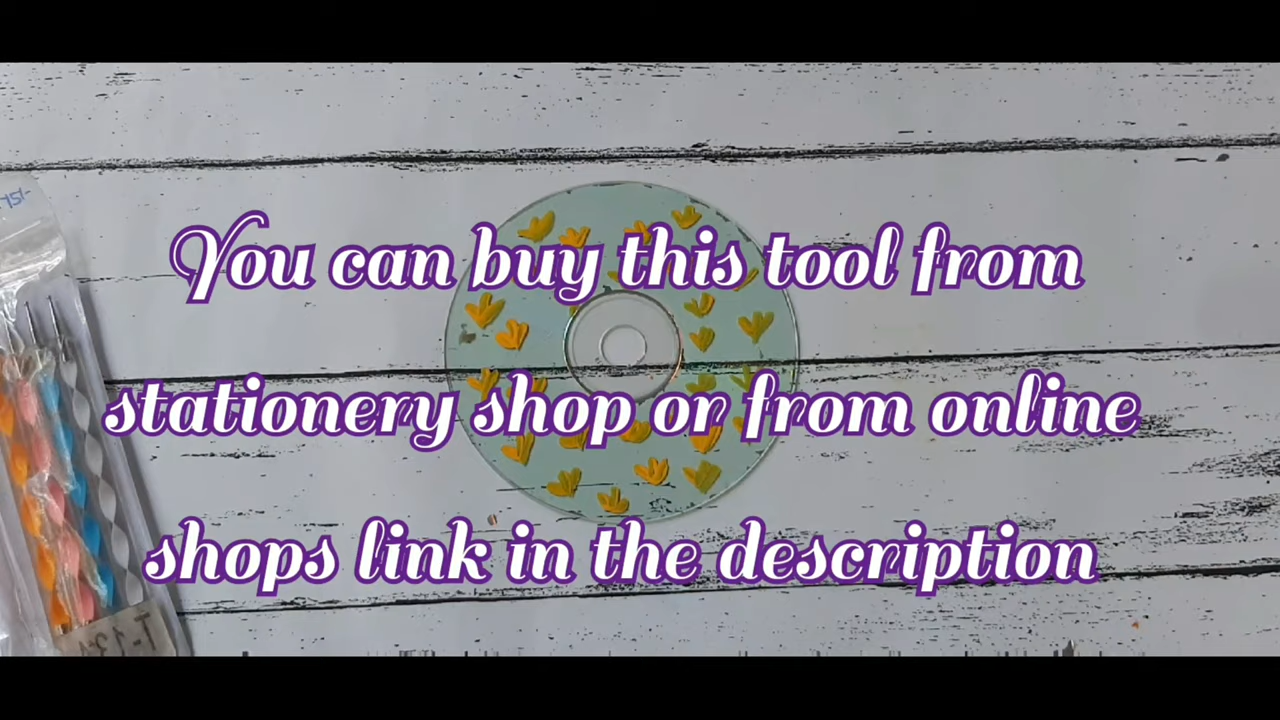 You can buy this tool from
stationery shop or from online
shops link in the description